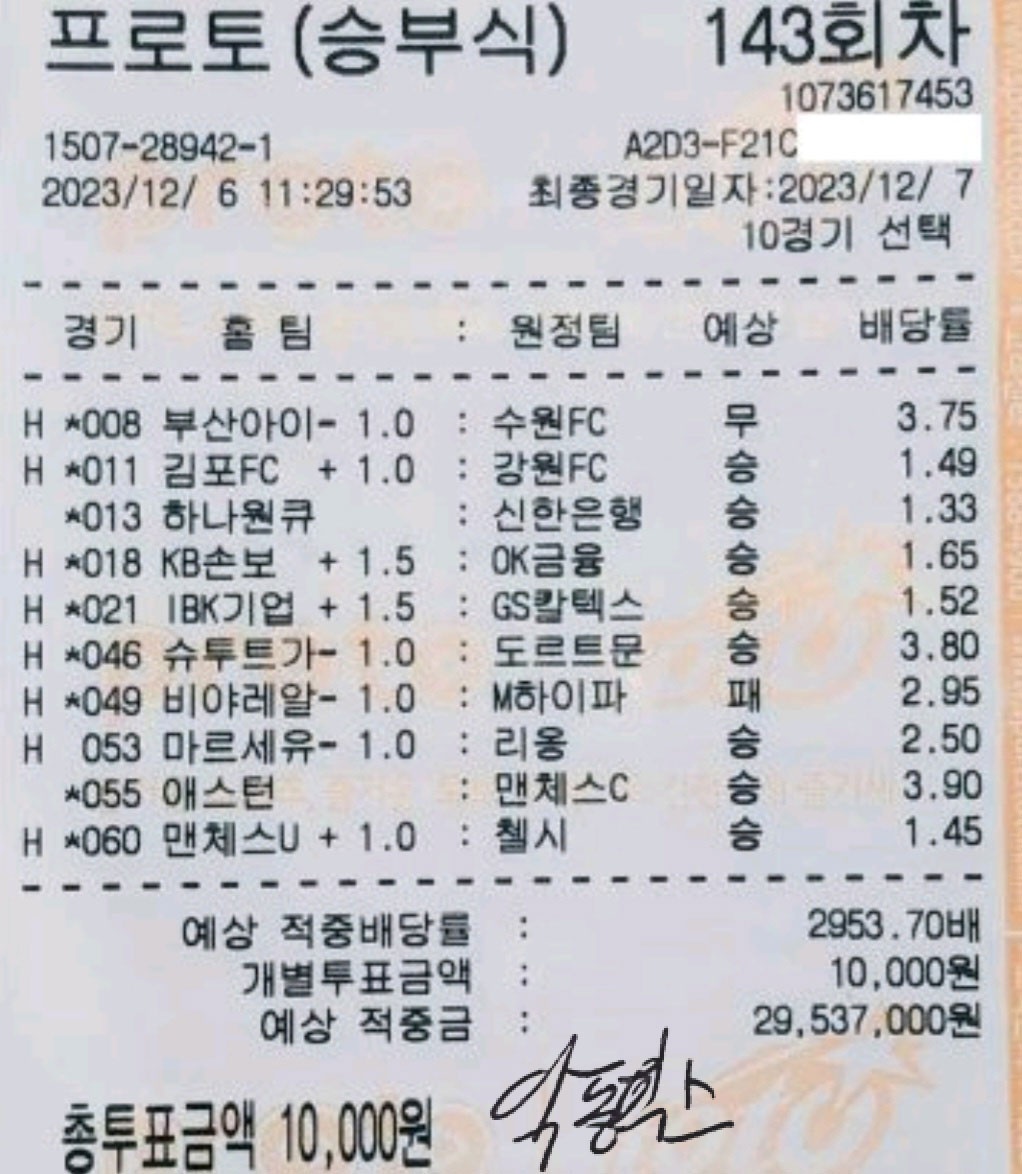 프로토(승부식) 143회차
1073617453
1507-28942-1 A2D3-F21C
2023/12/ 6 11:29:53 최종경기일자:2023/12/ 7
10경기 선택
경기 홈 팀 : 원정팀 예상 배당률
H *008 부산아이- 1.0 : 수원FC 무 3.75
H *011 김포FC + 1.0 : 강원FC 승 1.49
*013 하나원큐 : 신한은행 승 1.33
H *018 KB손보 + 1.5 : OK금융 승 1.65
H *021 IBK기업 + 1.5 : GS칼텍스 승 1.52
H *046 슈투트가- 1.0 : 도르트문 승 3.80
H *049 비야레알- 1.0 : M하이파 패 2.95
H 053 마르세유- 1.0 : 리옹 승 2.50
*055 애스턴 : 맨체스C 승 3.90
H *060 맨체스U + 1.0 : 첼시 승 1.45
예상 적중배당률 : 2953.70배
개별투표금액 : 10,000원
예상 적중금 : 29,537,000원
총투표금액 10,000원